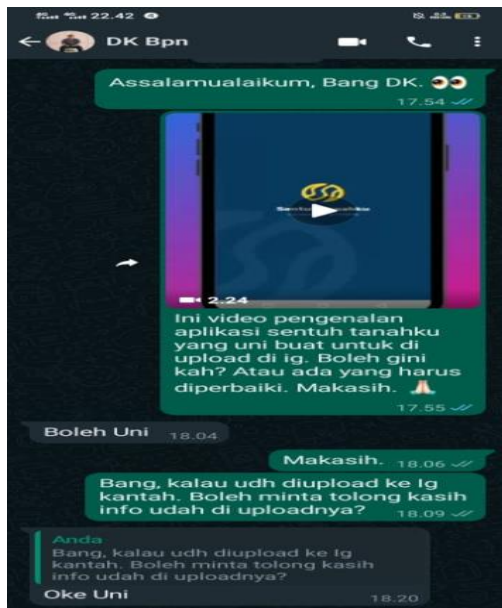 22.42
DK Bpn
Assalamualaikum, Bang DK. 👀
17.54
2.24
Ini video pengenalan
aplikasi sentuh tanahku
yang uni buat untuk di
upload di ig. Boleh gini
kah? Atau ada yang harus
diperbaiki. Makasih. 🙏🏻
17.55
Boleh Uni 18.04
Makasih. 18.06
Bang, kalau udh diupload ke Ig
kantah. Boleh minta tolong kasih
info udah di uploadnya? 18.09
Anda
Bang, kalau udh diupload ke Ig
kantah. Boleh minta tolong kasih
info udah di uploadnya?
Oke Uni 18.20